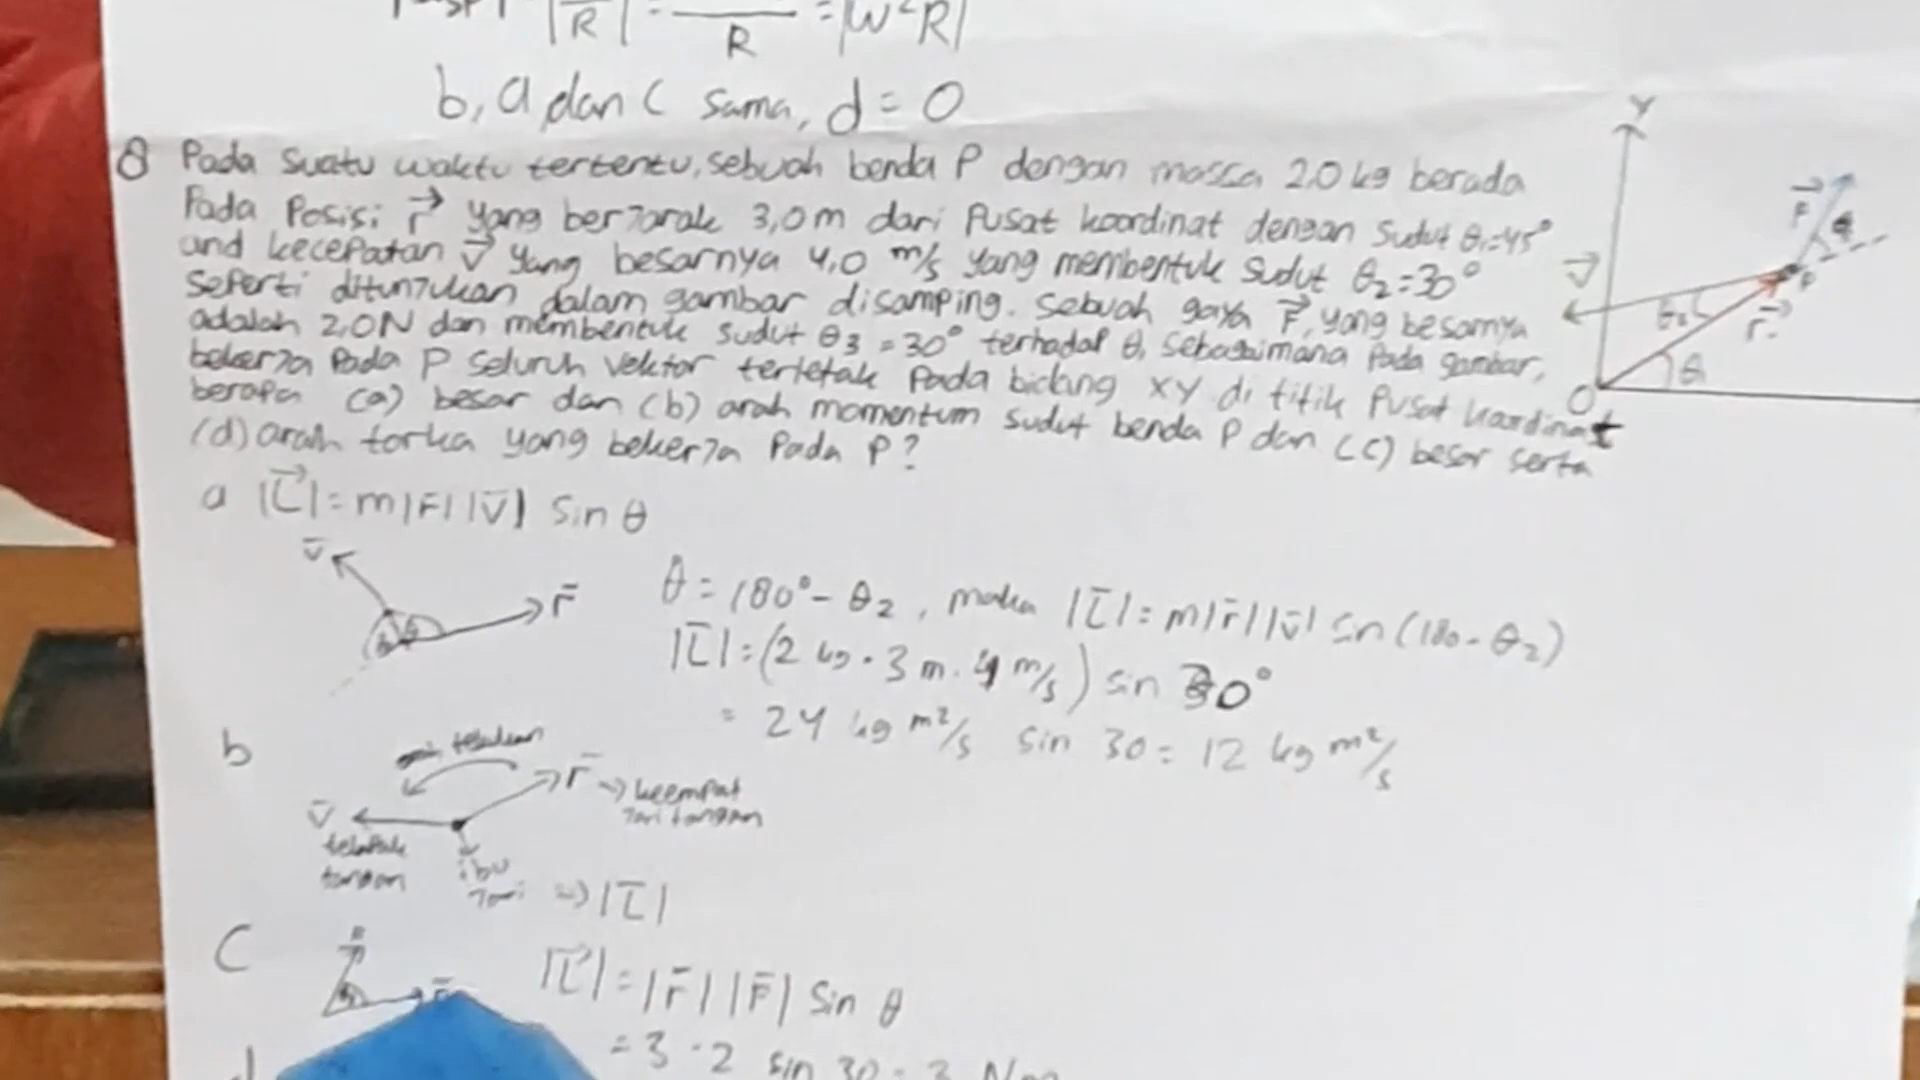 |R| = R = |W²R|
b, a dan c sama, d = 0
8 Pada suatu waktu tertentu, sebuah benda P dengan massa 2,0 kg berada
Pada Posisi r yang berjarak 3,0 m dari Pusat koordinat dengan sudut θ₁=45°
and kecepatan v yang besarnya 4,0 m/s yang membentuk sudut θ₂=30°
seperti ditunjukan dalam gambar disamping. sebuah gaya F, yang besarnya
adalah 2,0N dan membentuk sudut θ3 = 30° terhadap θ, sebagaimana pada gambar,
bekerja Pada P seluruh vektor terletak Pada bidang XY di titik Pusat koordinat
berapa (a) besar dan (b) arah momentum sudut benda P dan (c) besar serta
(d) arah torka yang bekerja Pada P?
Y
F
θ
P
v
θ₂
r
O
θ
a |L| = m|r||v| sin θ
v
r
θ = 180° - θ₂, maka |L| = m|r||v| sin(180 - θ₂)
|L| = (2 kg . 3 m . 4 m/s) sin 30°
= 24 kg m²/s sin 30 = 12 kg m²/s
b
tekukan
r → keempat
jari tangan
v
telapak
tangan
ibu
jari => |L|
C
F
r
|τ| = |r| |F| sin θ
= 3 . 2 sin 30 = 3 Nm
d